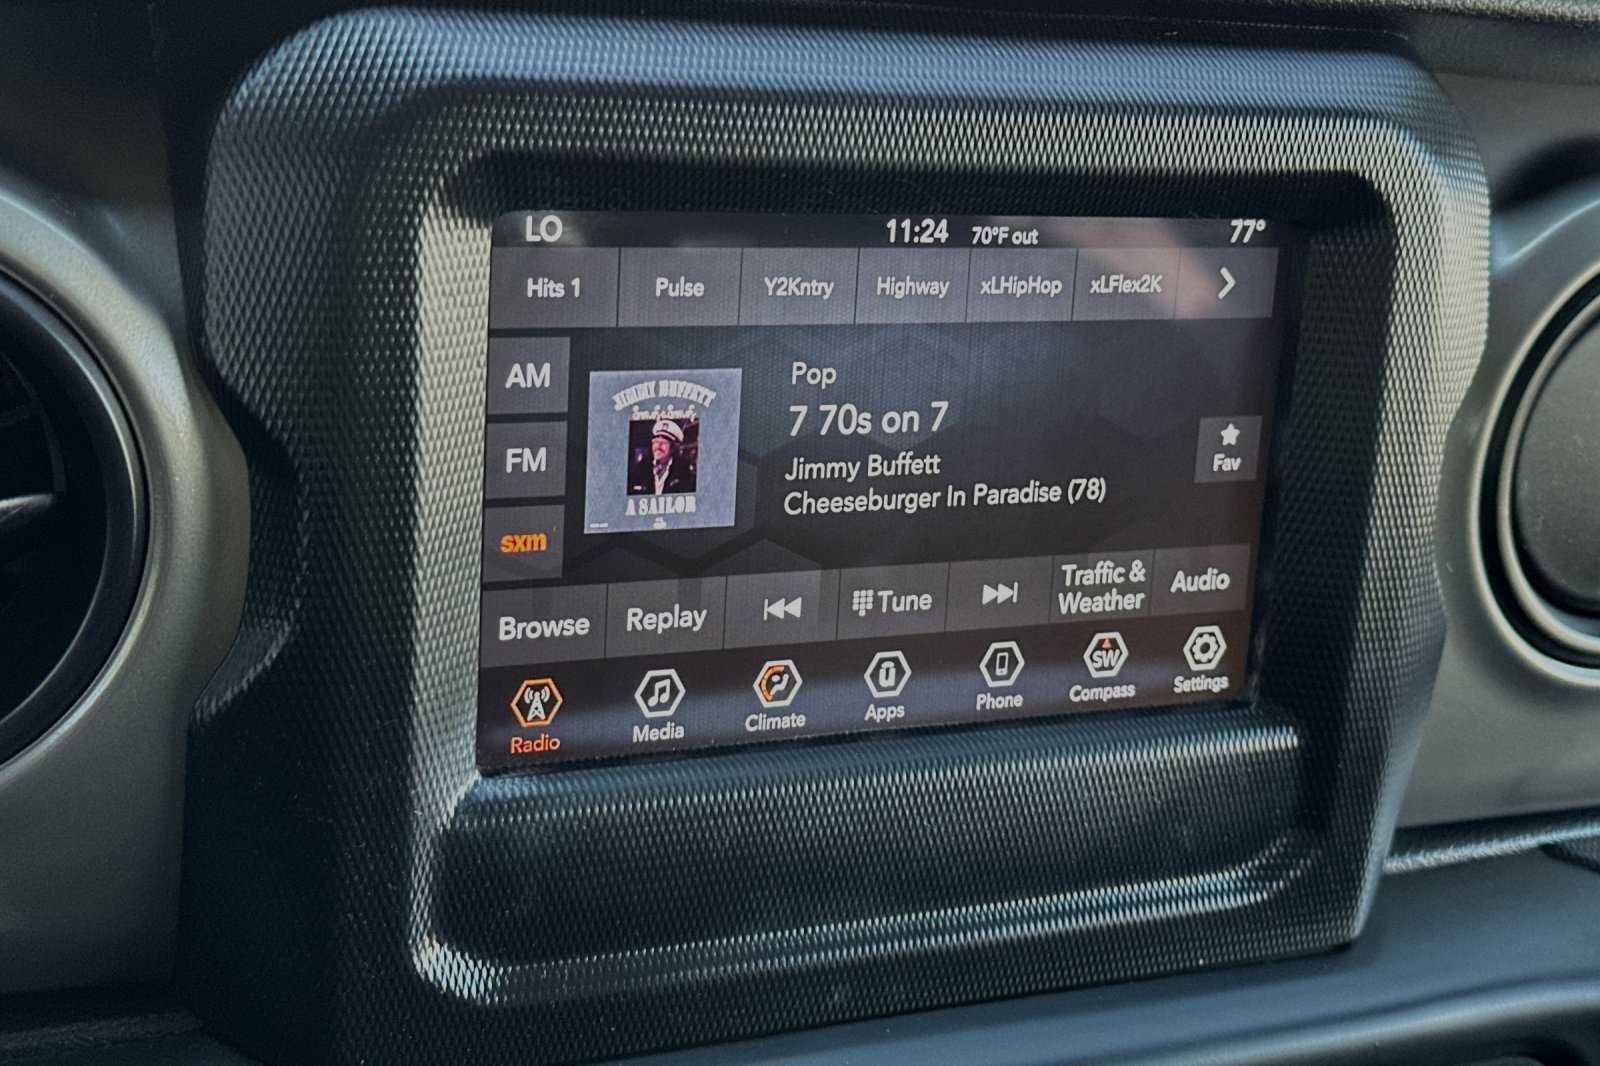 LO 11:24 70°F out 77°
Hits 1 Pulse Y2Kntry Highway xLHipHop xLFlex2K
AM
FM
sxm
JIMMY BUFFETT
A SAILOR
Pop
7 70s on 7
Jimmy Buffett
Cheeseburger In Paradise (78)
Fav
Browse Replay Tune Traffic & Audio
Weather
Radio Media Climate Apps Phone SW Compass Settings